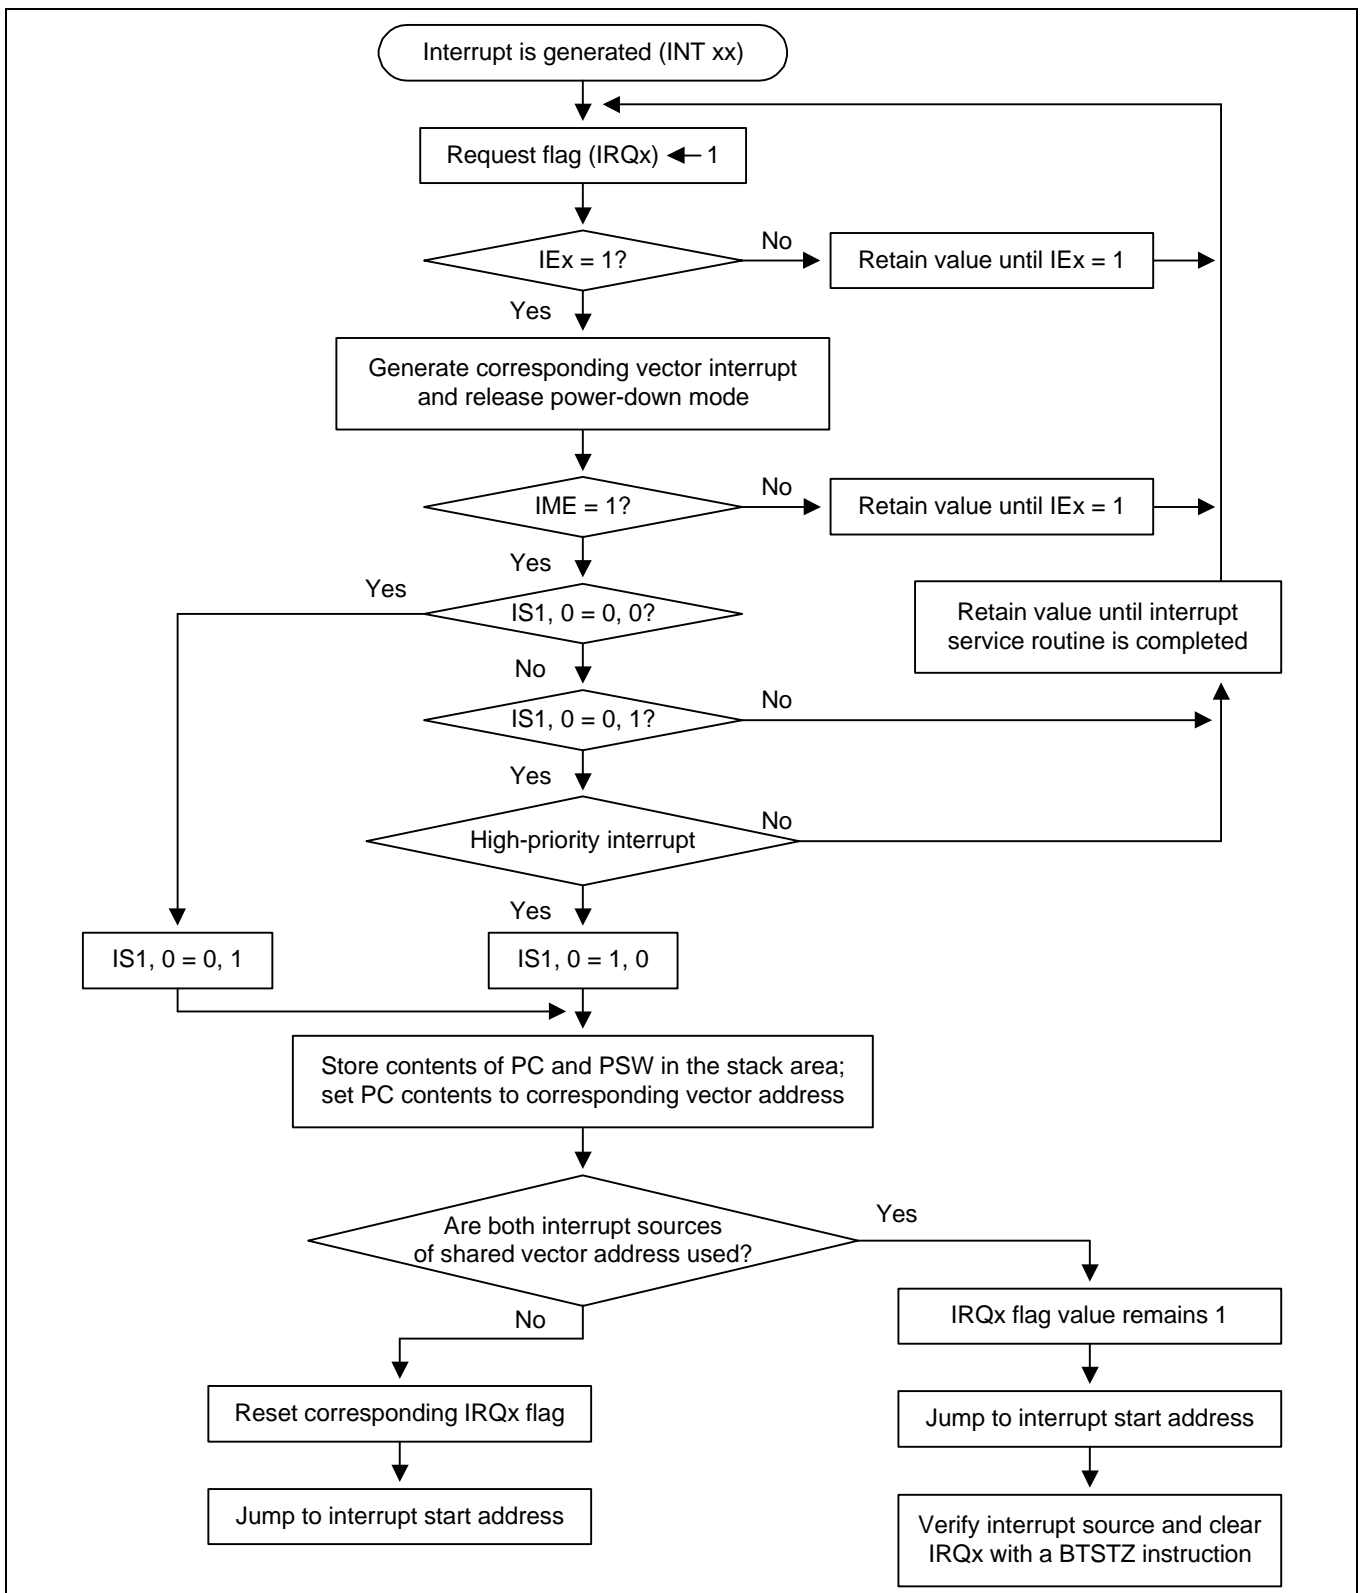 Interrupt is generated (INT xx)
Request flag (IRQx) ← 1
IEx = 1?
No
Retain value until IEx = 1
Yes
Generate corresponding vector interrupt
and release power-down mode
IME = 1?
No
Retain value until IEx = 1
Yes
Yes
IS1, 0 = 0, 0?
Retain value until interrupt
service routine is completed
No
IS1, 0 = 0, 1?
No
Yes
High-priority interrupt
No
Yes
IS1, 0 = 0, 1
IS1, 0 = 1, 0
Store contents of PC and PSW in the stack area;
set PC contents to corresponding vector address
Are both interrupt sources
of shared vector address used?
Yes
No
IRQx flag value remains 1
Reset corresponding IRQx flag
Jump to interrupt start address
Jump to interrupt start address
Verify interrupt source and clear
IRQx with a BTSTZ instruction